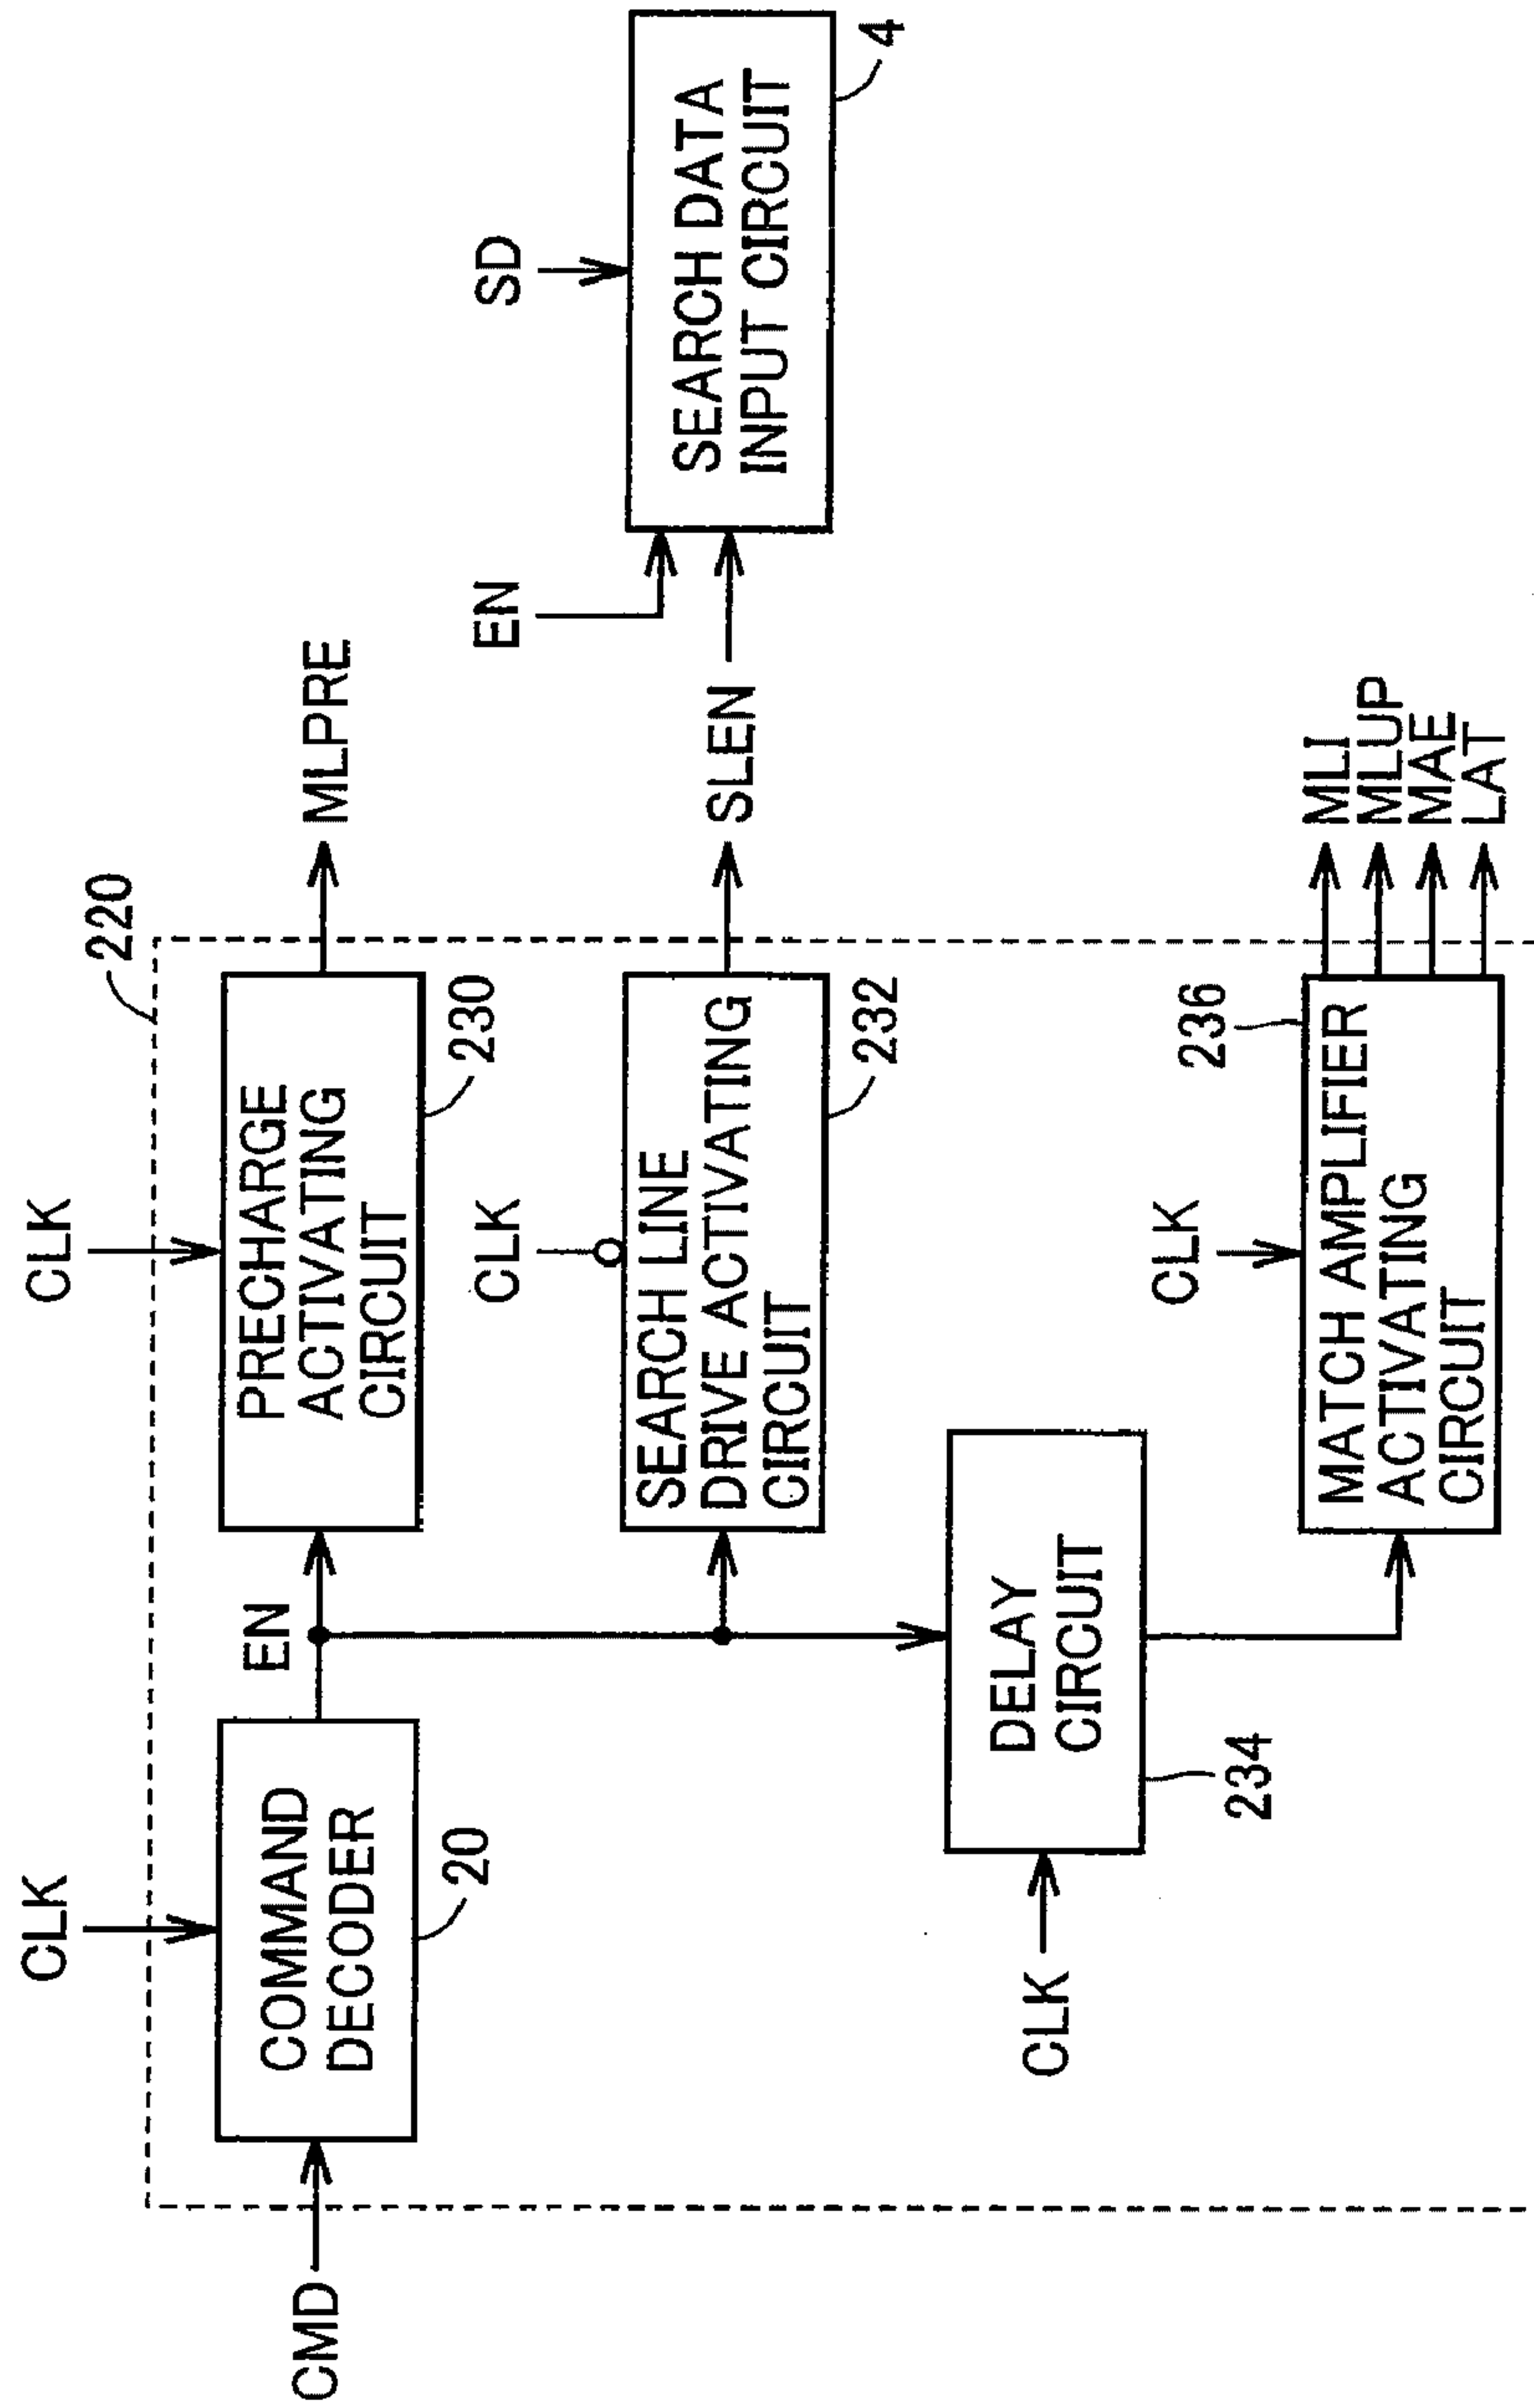 220
CLK
CLK
CMD
COMMAND
DECODER
20
EN
PRECHARGE
ACTIVATING
CIRCUIT
230
MLPRE
CLK
SEARCH LINE
DRIVE ACTIVATING
CIRCUIT
232
SLEN
EN
SD
SEARCH DATA
INPUT CIRCUIT
4
CLK
DELAY
CIRCUIT
234
CLK
236
MATCH AMPLIFIER
ACTIVATING
CIRCUIT
MLI
MLUP
MAE
LAT